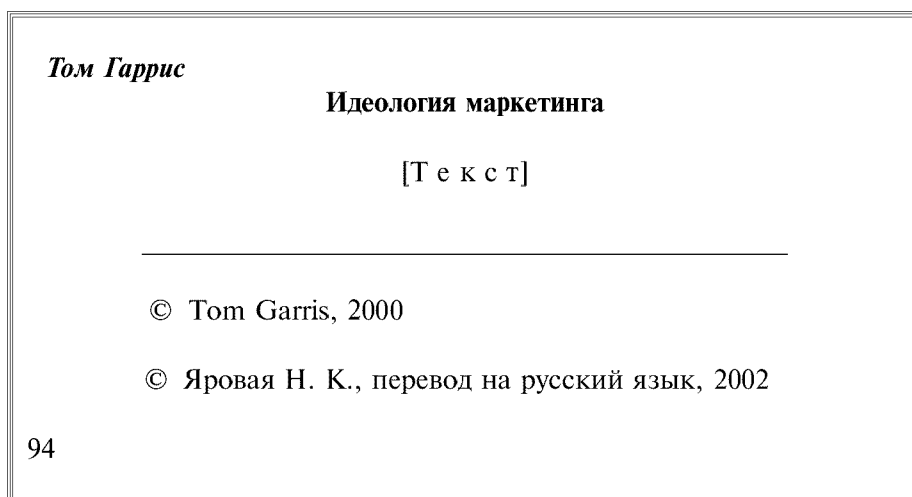 Том Гаррис
Идеология маркетинга
[Т е к с т]
© Tom Garris, 2000
© Яровая Н. К., перевод на русский язык, 2002
94